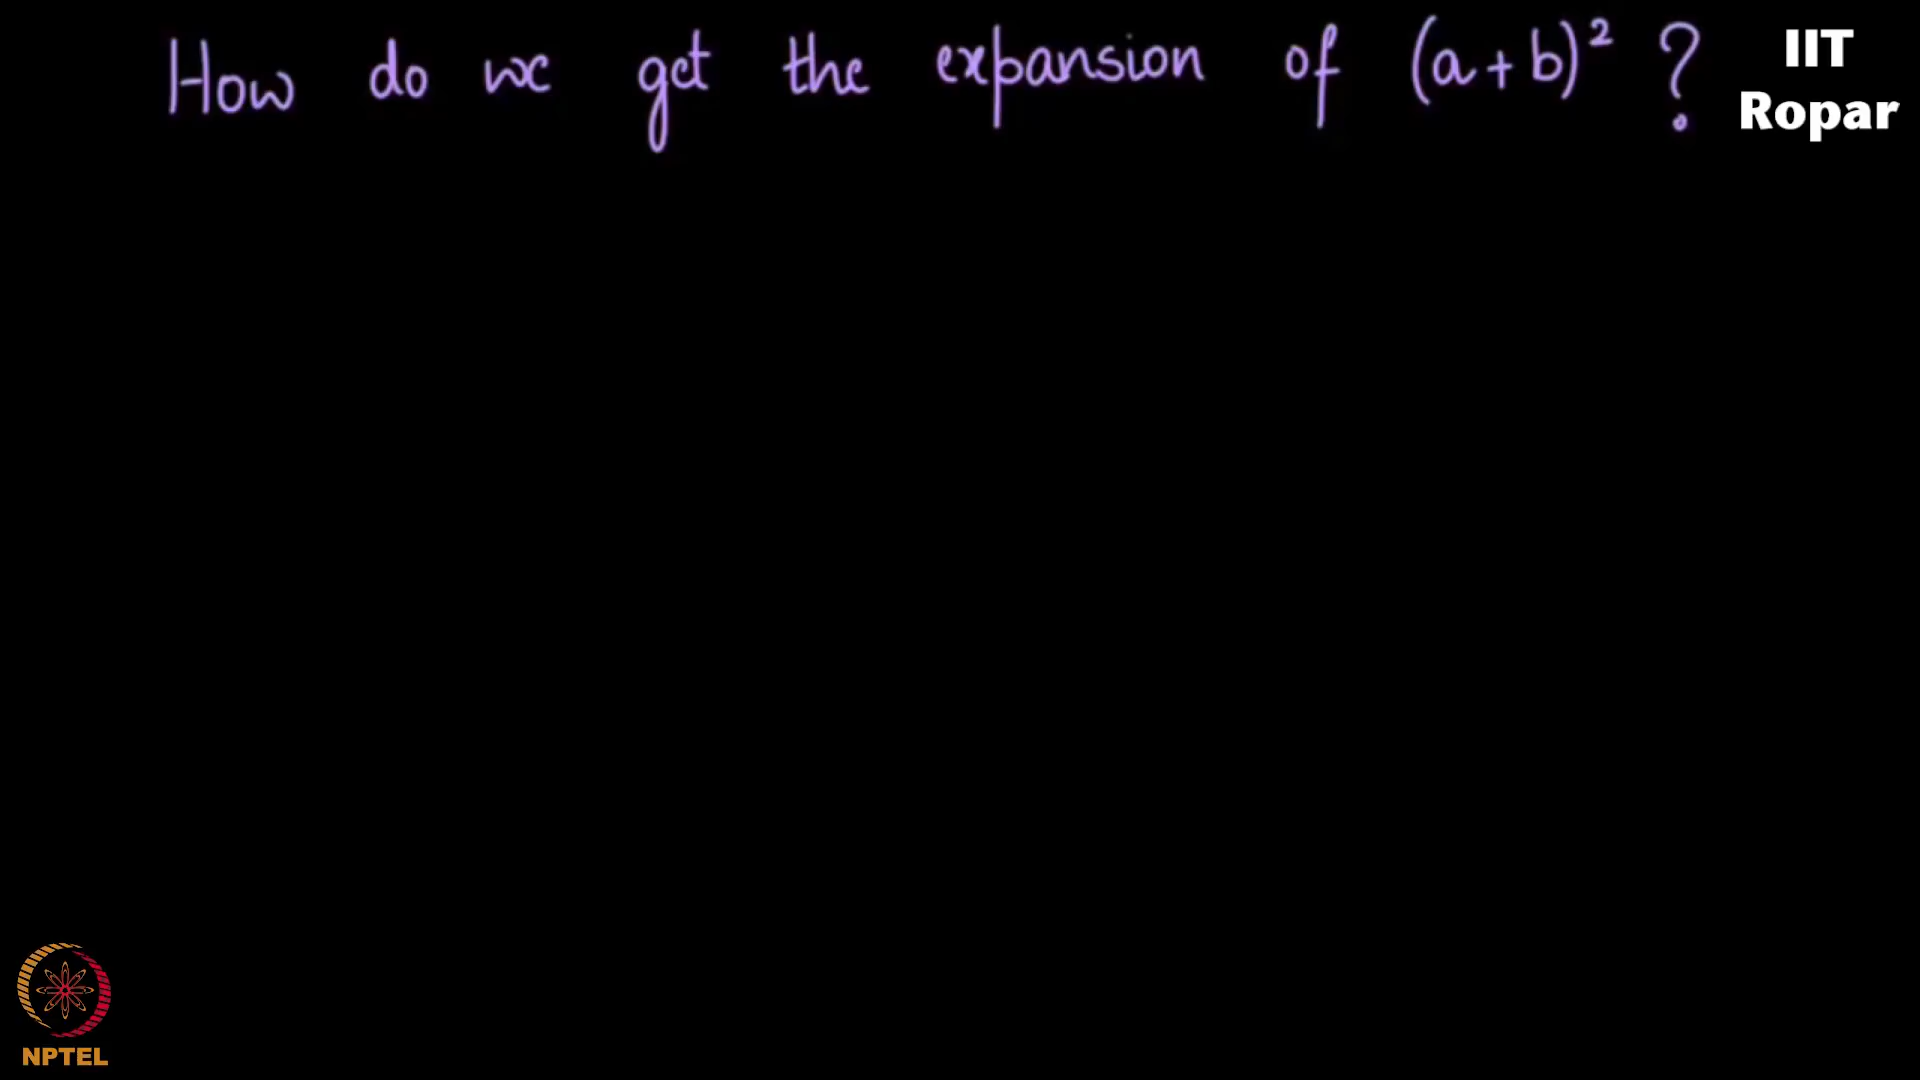 How do we get the expansion of (a+b)² ?
IIT
Ropar
NPTEL